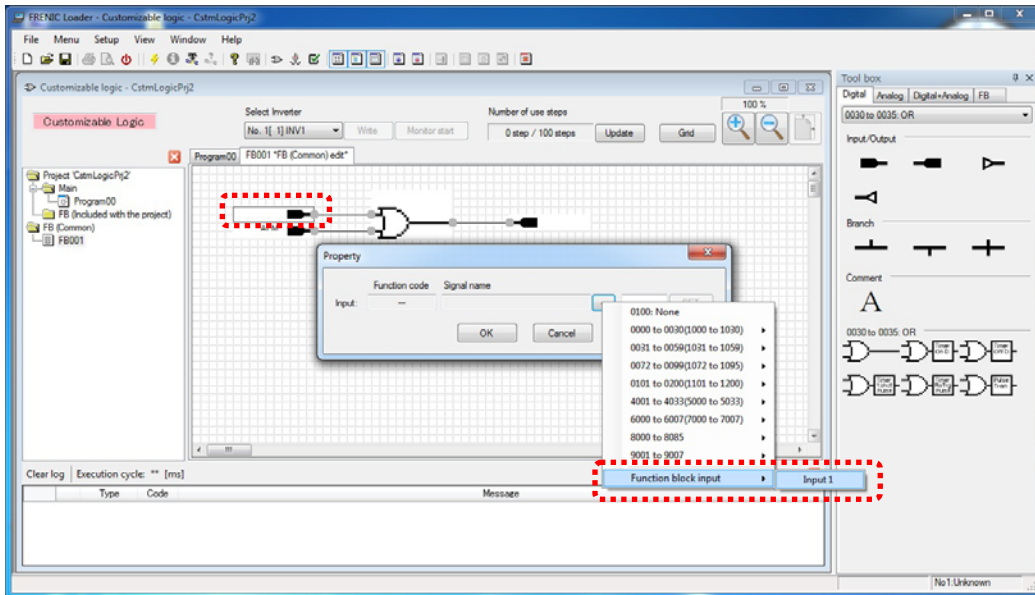 FRENIC Loader - Customizable logic - CstmLogicPrj2
File Menu Setup View Window Help
Customizable logic - CstmLogicPrj2
Customizable Logic
Select Inverter
No. 1[ 1] INV1
Write
Monitor start
Number of use steps
0 step / 100 steps
Update
Grid
100 %
Program00
FB001 "FB (Common) edit"
Project 'CstmLogicPrj2'
Main
Program00
FB (Included with the project)
FB (Common)
FB001
Property
Function code Signal name
Input: ---
...
OK
Cancel
0100: None
0000 to 0030(1000 to 1030)
0031 to 0059(1031 to 1059)
0072 to 0099(1072 to 1095)
0101 to 0200(1101 to 1200)
4001 to 4033(5000 to 5033)
6000 to 6007(7000 to 7007)
8000 to 8085
9001 to 9007
Function block input
Input 1
Clear log
Execution cycle: ** [ms]
Type Code Message
Tool box
Digital Analog Digital+Analog FB
0030 to 0035: OR
Input/Output
Branch
Comment
A
0030 to 0035: OR
No1:Unknown